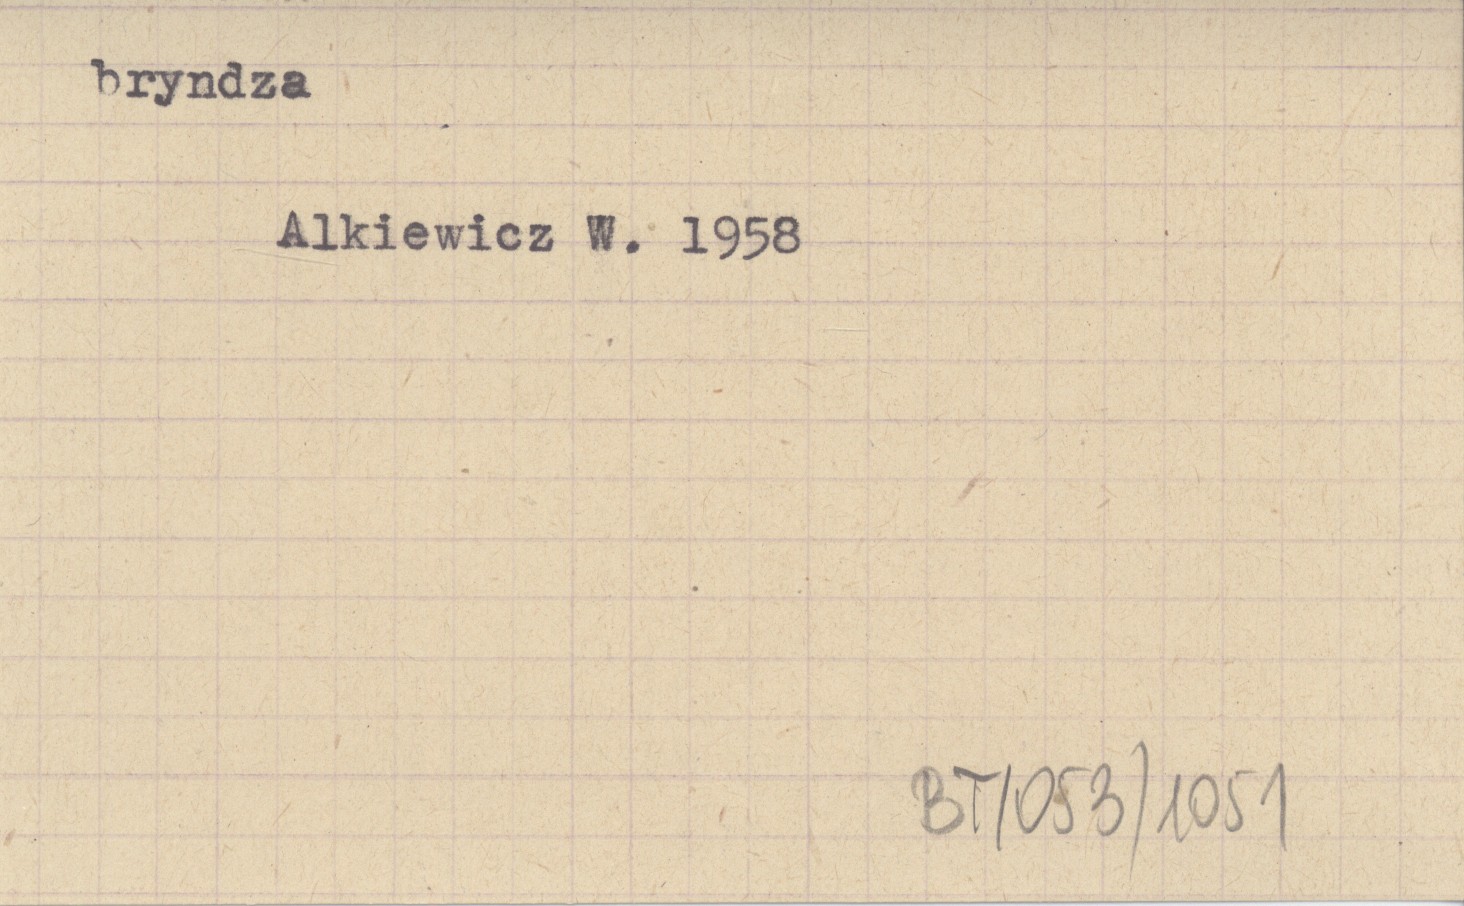 bryndza
Alkiewicz W. 1958
BT/053/1051